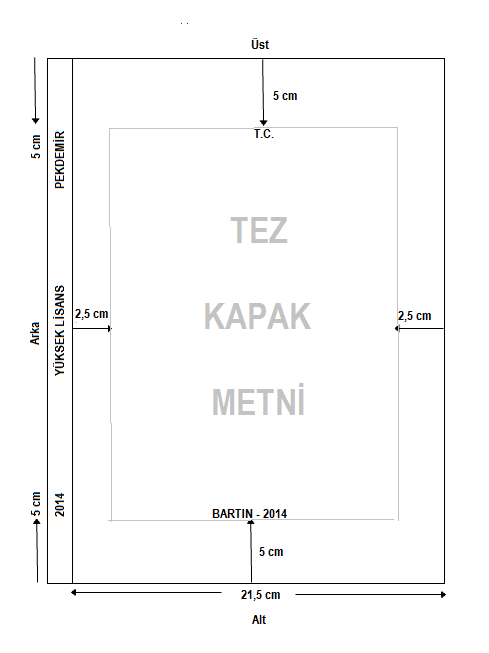 Üst
5 cm
T.C.
5 cm
PEKDEMİR
TEZ
KAPAK
METNİ
2,5 cm
2,5 cm
Arka
YÜKSEK LİSANS
5 cm
2014
BARTIN - 2014
5 cm
21,5 cm
Alt